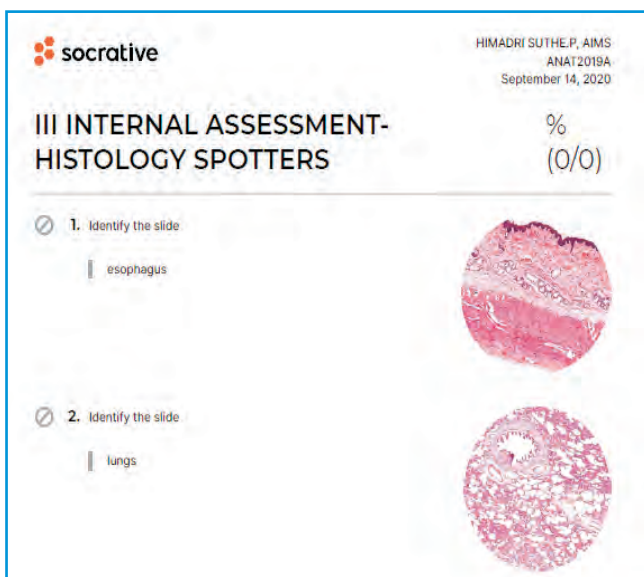 socrative
HIMADRI SUTHE.P, AIMS
ANAT2019A
September 14, 2020
III INTERNAL ASSESSMENT-
HISTOLOGY SPOTTERS
%
(0/0)
1. Identify the slide
esophagus
2. Identify the slide
lungs